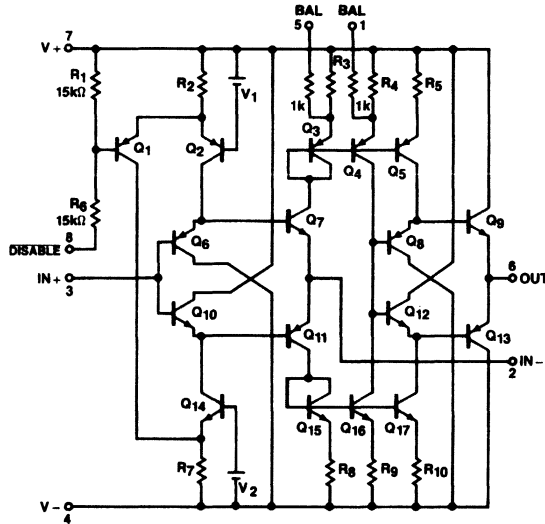 BAL BAL
5 1
7
V+
R1
15kΩ
R2
V1
R3
1k
R4
1k
R5
Q1
Q2
Q3
Q4
Q5
R6
15kΩ
8
DISABLE
Q6
Q7
Q8
Q9
IN+
3
6
OUT
Q10
Q11
Q12
Q13
IN-
2
Q14
Q15
Q16
Q17
R7
V2
R8
R9
R10
V-
4